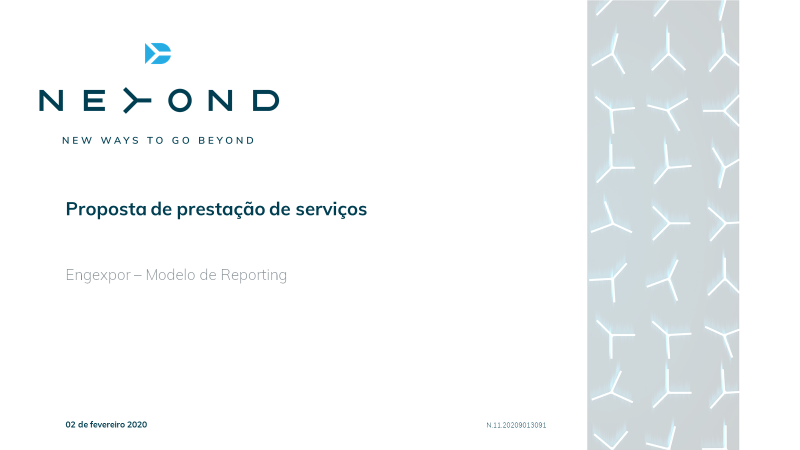 NEYOND
NEW WAYS TO GO BEYOND
Proposta de prestação de serviços
Engexpor – Modelo de Reporting
02 de fevereiro 2020
N.11.20209013091